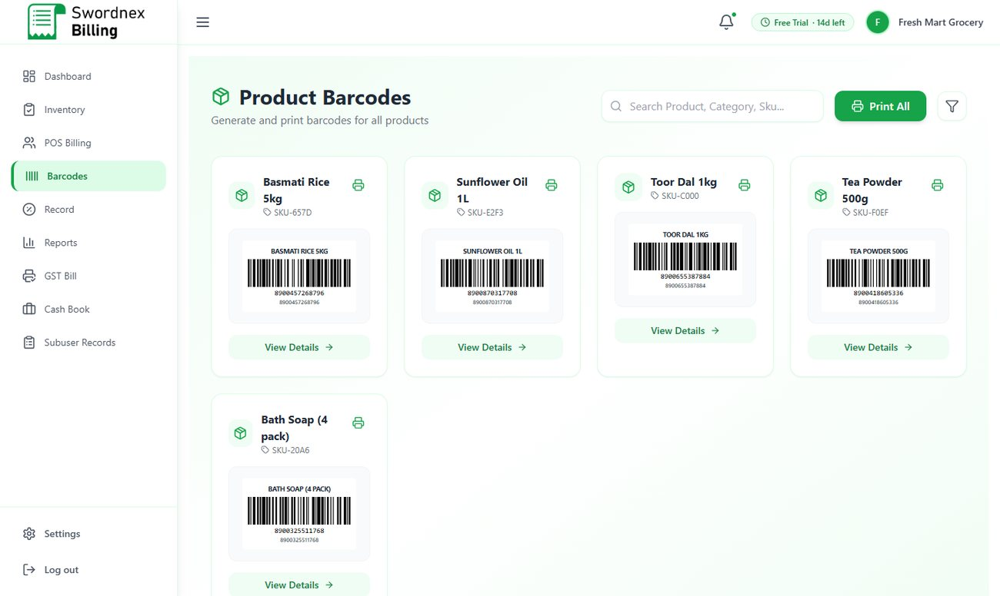 Swordnex
Billing
Free Trial · 14d left
F
Fresh Mart Grocery
Dashboard
Inventory
POS Billing
Barcodes
Record
Reports
GST Bill
Cash Book
Subuser Records
Settings
Log out
Product Barcodes
Generate and print barcodes for all products
Search Product, Category, Sku...
Print All
Basmati Rice
5kg
SKU-657D
BASMATI RICE 5KG
8900457268796
8900457268796
View Details →
Sunflower Oil
1L
SKU-E2F3
SUNFLOWER OIL 1L
8900870317708
8900870317708
View Details →
Toor Dal 1kg
SKU-C000
TOOR DAL 1KG
8900655387884
8900655387884
View Details →
Tea Powder
500g
SKU-F0EF
TEA POWDER 500G
8900418605336
8900418605336
View Details →
Bath Soap (4
pack)
SKU-20A6
BATH SOAP (4 PACK)
8900325511768
8900325511768
View Details →